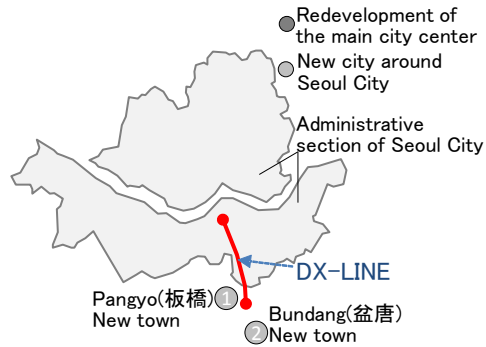 Redevelopment of
the main city center
New city around
Seoul City
Administrative
section of Seoul City
DX-LINE
Pangyo(板橋)
New town
1
Bundang(盆唐)
New town
2